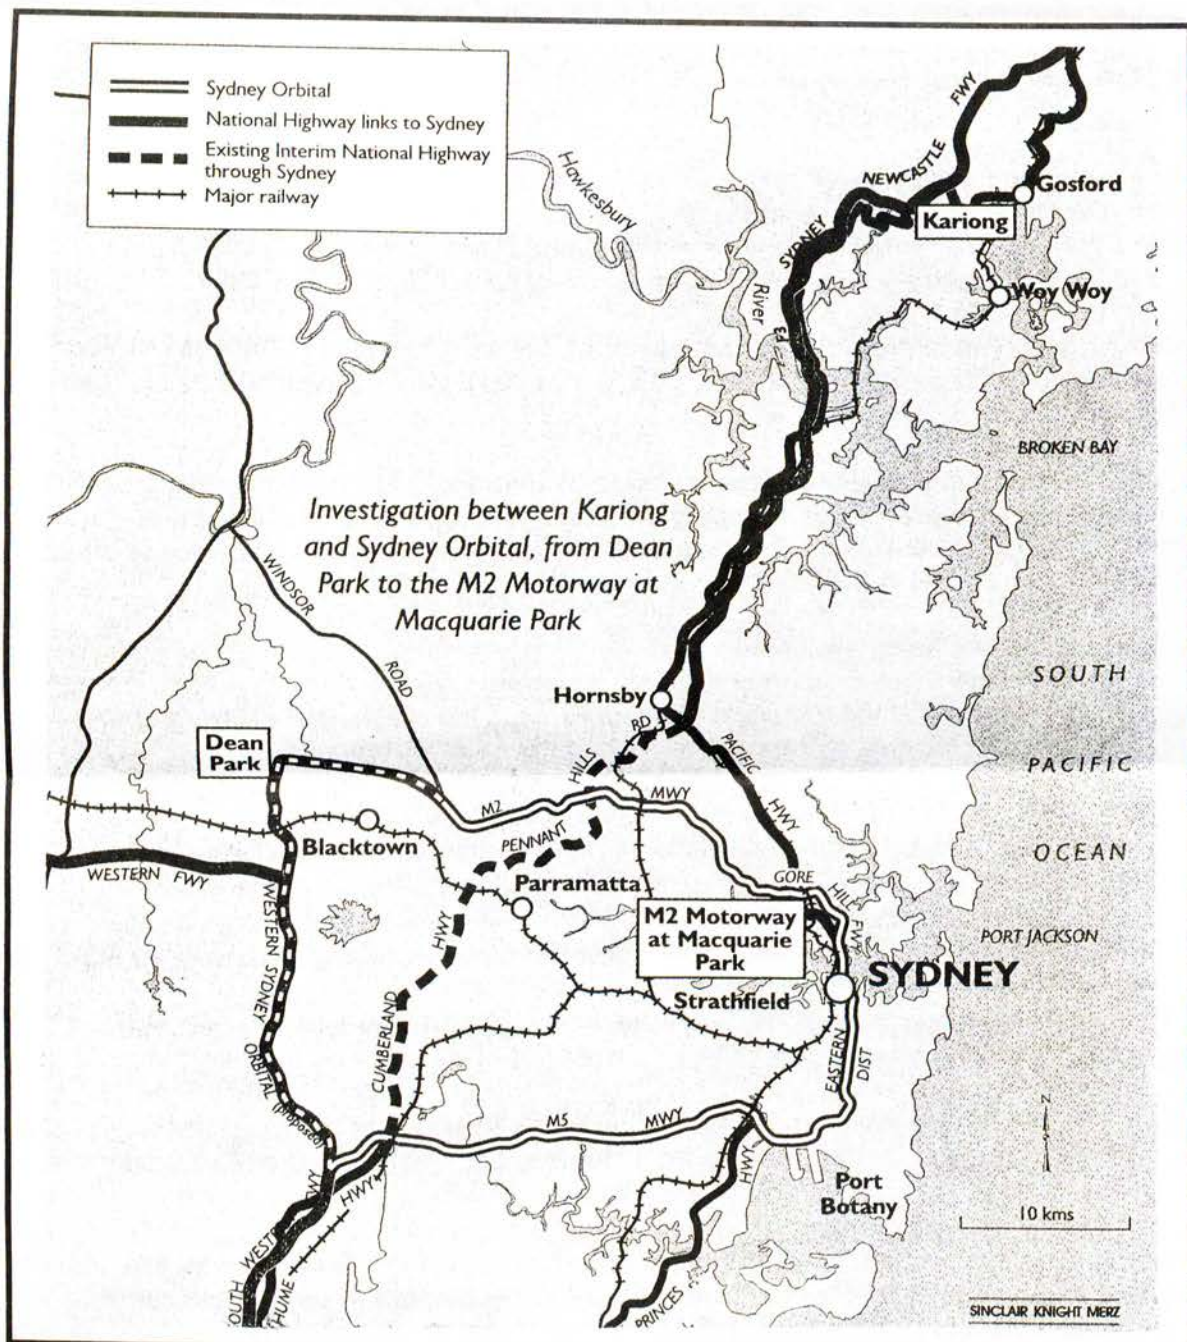 Sydney Orbital
National Highway links to Sydney
Existing Interim National Highway
through Sydney
Major railway
Hawkesbury
River
SYDNEY
NEWCASTLE
FWY
F3
Gosford
Kariong
Woy Woy
BROKEN BAY
Investigation between Kariong
and Sydney Orbital, from Dean
Park to the M2 Motorway at
Macquarie Park
WINDSOR
ROAD
Hornsby
SOUTH
PACIFIC
OCEAN
Dean
Park
RD
HILLS
PENNANT
PACIFIC
HWY
M2
MWY
Blacktown
WESTERN FWY
Parramatta
GORE
HILL
FWY
M2 Motorway
at Macquarie
Park
PORT JACKSON
SYDNEY
Strathfield
HWY
CUMBERLAND
WESTERN SYDNEY
ORBITAL
(proposed)
EASTERN
DIST
M5
MWY
HWY
PRINCES
Port
Botany
HWY
HUME
N
10 kms
SINCLAIR KNIGHT MERZ